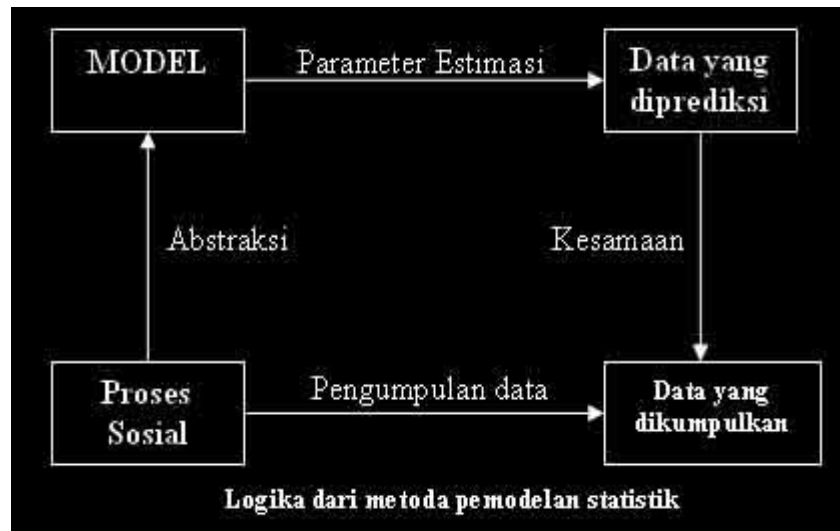 MODEL
Parameter Estimasi
Data yang
diprediksi
Abstraksi
Kesamaan
Proses
Sosial
Pengumpulan data
Data yang
dikumpulkan
Logika dari metoda pemodelan statistik